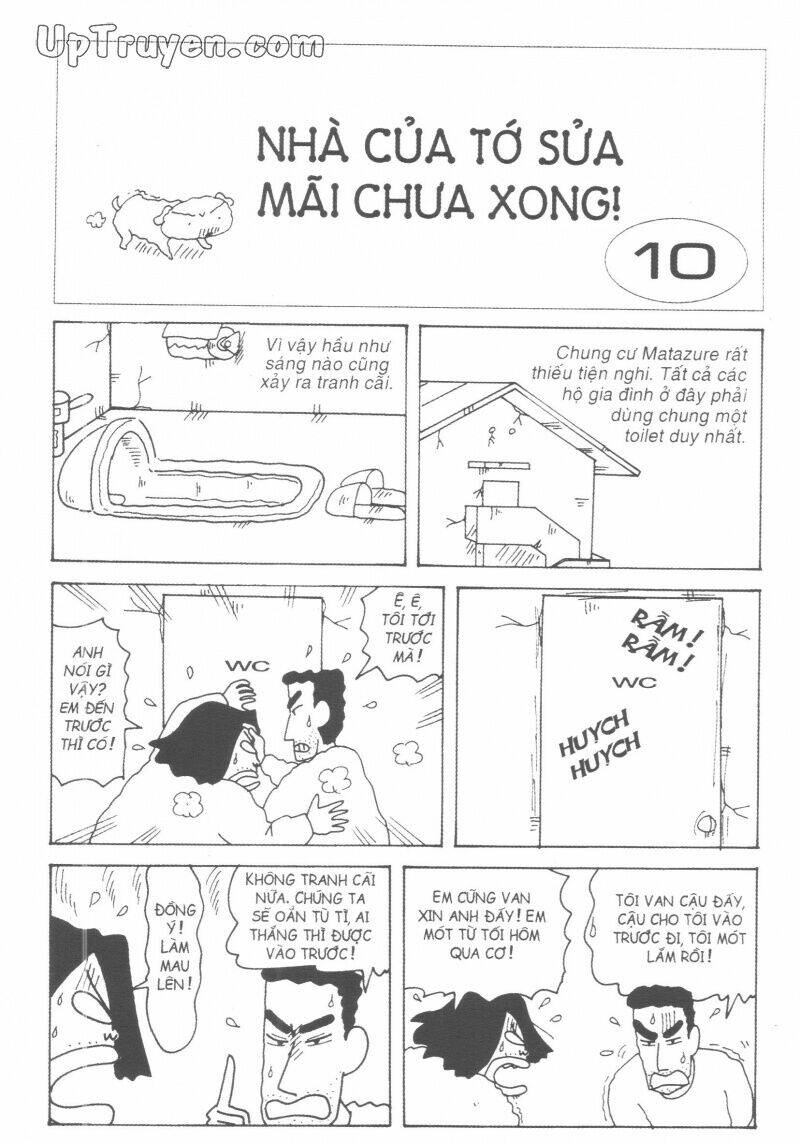 UpTruyen.com
NHÀ CỦA TỚ SỬA
MÃI CHƯA XONG!
10
Chung cư Matazure rất
thiếu tiện nghi. Tất cả các
hộ gia đình ở đây phải
dùng chung một
toilet duy nhất.
Vì vậy hầu như
sáng nào cũng
xảy ra tranh cãi.
RẦM!
RẦM!
WC
HUỴCH
HUỴCH
Ê, Ê,
TÔI TỚI
TRƯỚC
MÀ!
WC
ANH
NÓI GÌ
VẬY?
EM ĐẾN
TRƯỚC
THÌ CÓ!
TÔI VAN CẬU ĐẤY,
CẬU CHO TÔI VÀO
TRƯỚC ĐI, TÔI MÓT
LẮM RỒI!
EM CŨNG VAN
XIN ANH ĐẤY! EM
MÓT TỪ TỐI HÔM
QUA CƠ!
KHÔNG TRANH CÃI
NỮA. CHÚNG TA
SẼ OẲN TÙ TÌ, AI
THẮNG THÌ ĐƯỢC
VÀO TRƯỚC!
ĐỒNG
Ý! LÀM
MAU
LÊN!